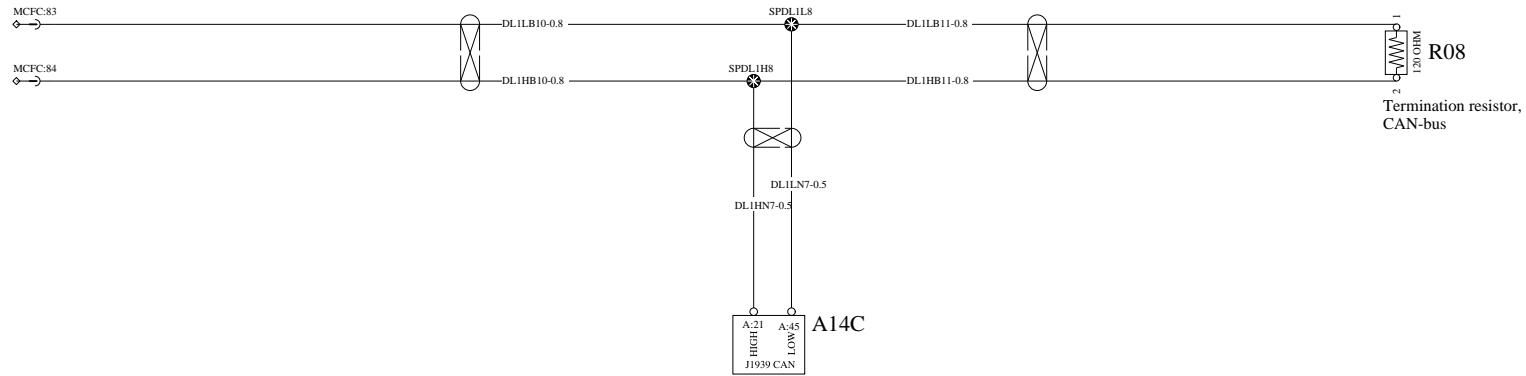 MCFC:83
DL1LB10-0.8
SPDL1L8
DL1LB11-0.8
1
120 OHM
R08
2
MCFC:84
DL1HB10-0.8
SPDL1H8
DL1HB11-0.8
Termination resistor,
CAN-bus
DL1LN7-0.5
DL1HN7-0.5
A:21
A:45
HIGH
LOW
J1939 CAN
A14C